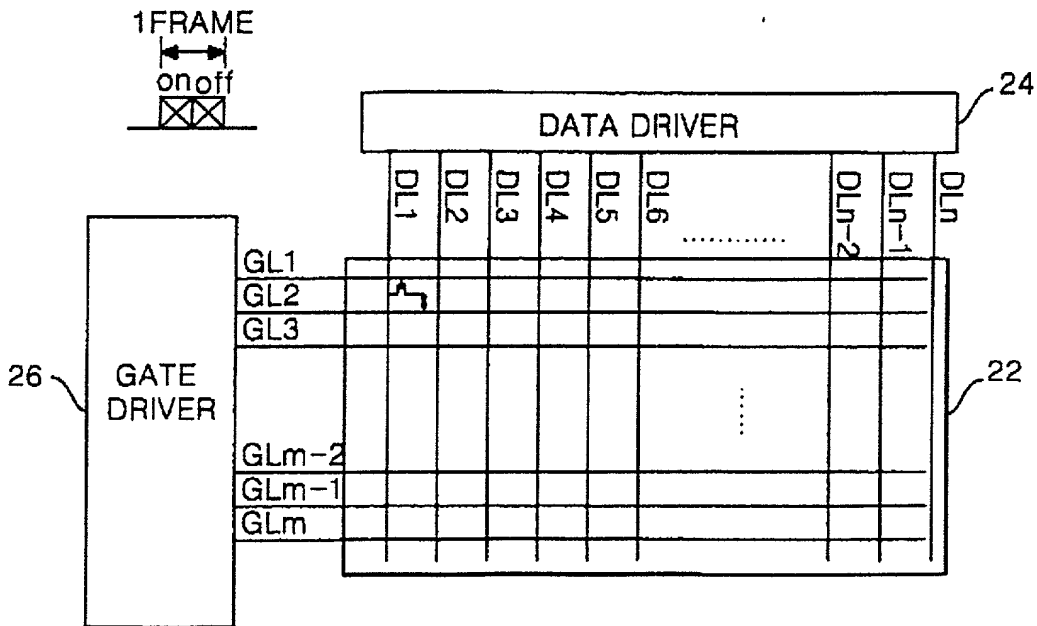 1FRAME
on off
24
DATA DRIVER
DL1
DL2
DL3
DL4
DL5
DL6
DLn-2
DLn-1
DLn
GL1
GL2
GL3
26
GATE
DRIVER
22
GLm-2
GLm-1
GLm